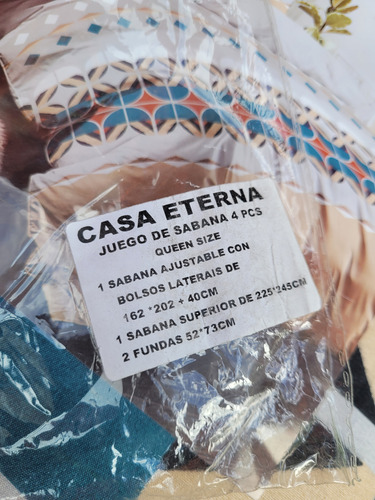 CASA ETERNA
JUEGO DE SABANA 4 PCS
QUEEN SIZE
1 SABANA AJUSTABLE CON
BOLSOS LATERAIS DE
162 *202 + 40CM
1 SABANA SUPERIOR DE 225*245CM
2 FUNDAS 52*73CM